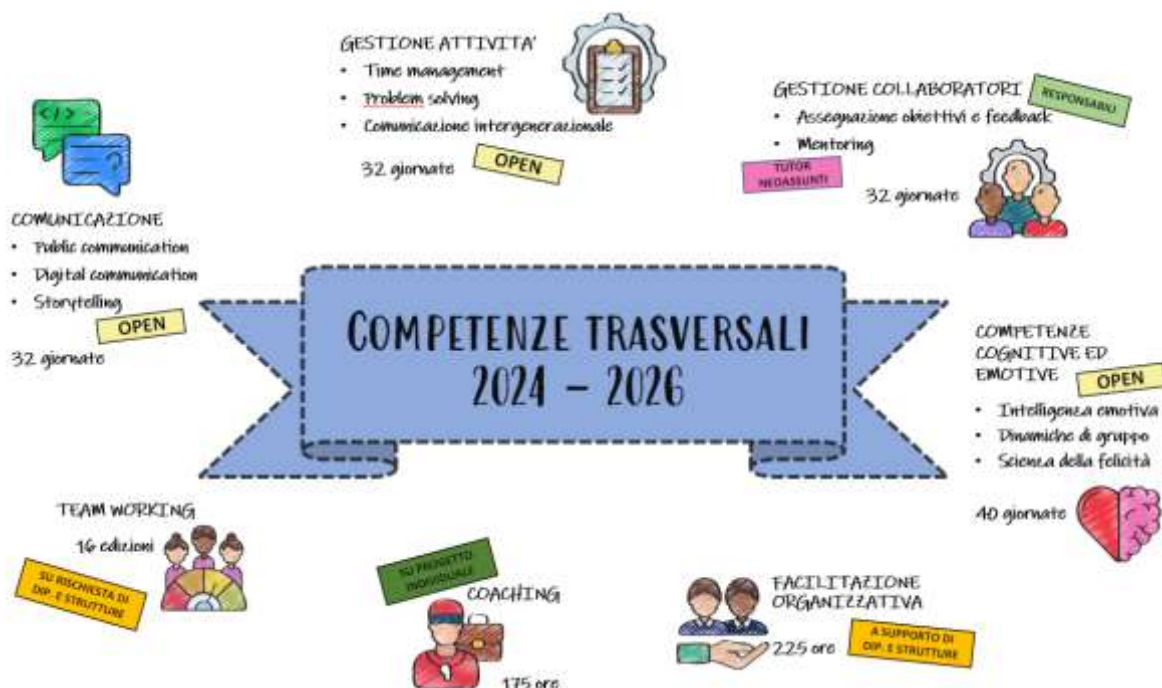 GESTIONE ATTIVITA'
• Time management
• Problem solving
• Comunicazione intergenerazionale
32 giornate
OPEN
GESTIONE COLLABORATORI
RESPONSABILI
• Assegnazione obiettivi e feedback
• Mentoring
TUTOR
NEOASSUNTI
32 giornate
COMUNICAZIONE
• Public communication
• Digital communication
• Storytelling
OPEN
32 giornate
COMPETENZE TRASVERSALI
2024 – 2026
COMPETENZE
COGNITIVE ED
EMOTIVE
OPEN
• Intelligenza emotiva
• Dinamiche di gruppo
• Scienza della felicità
40 giornate
TEAM WORKING
16 edizioni
SU RISCHIESTA DI
DIP. E STRUTTURE
SU PROGETTO
INDIVIDUALE
COACHING
175 ore
FACILITAZIONE
ORGANIZZATIVA
225 ore
A SUPPORTO DI
DIP. E STRUTTURE